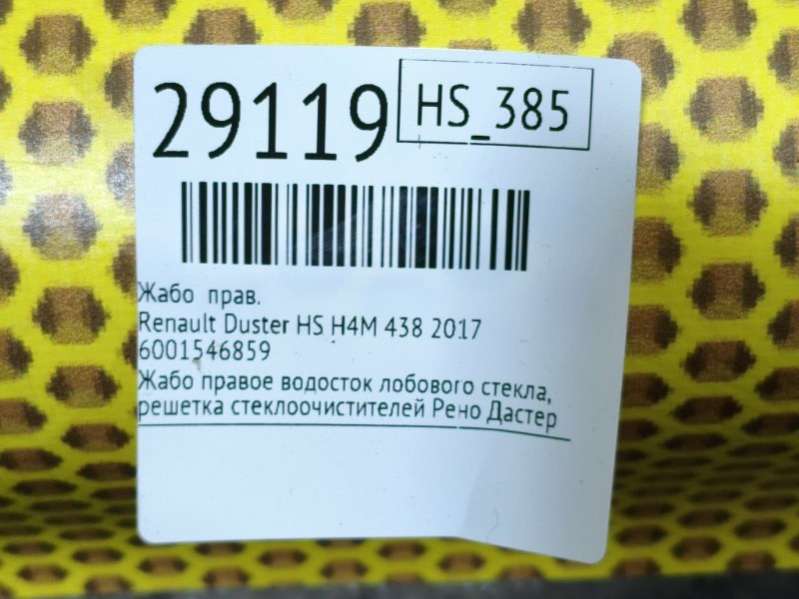 29119
HS_385
Жабо прав.
Renault Duster HS H4M 438 2017
6001546859
Жабо правое водосток лобового стекла,
решетка стеклоочистителей Рено Дастер